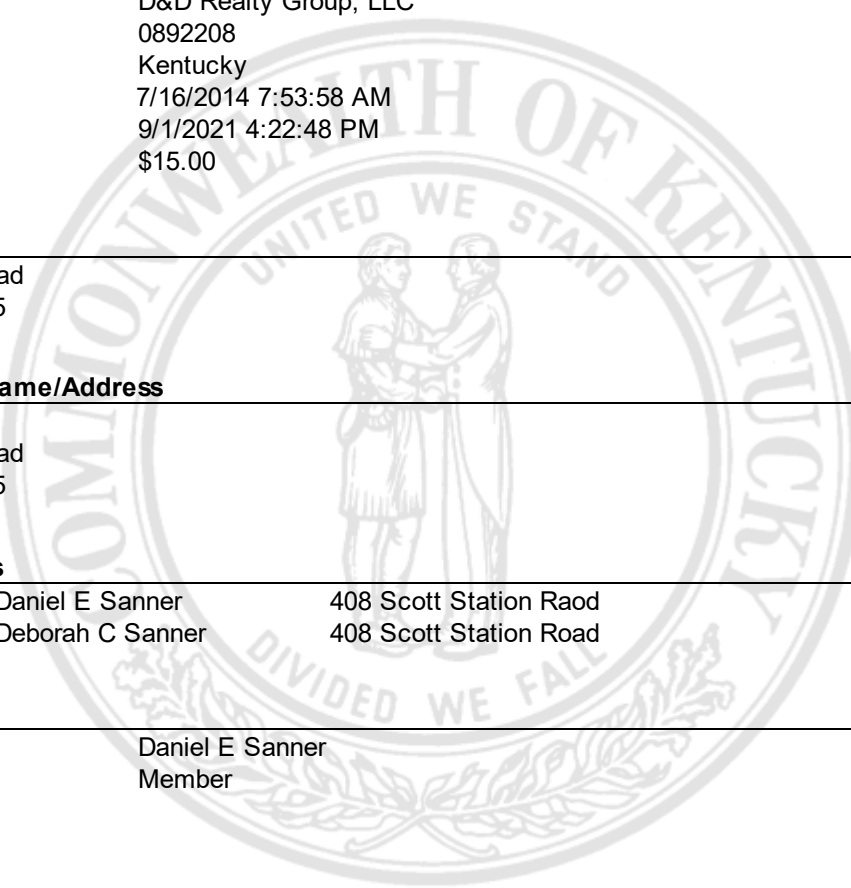 D&D Realty Group, LLC
0892208
Kentucky
7/16/2014 7:53:58 AM
9/1/2021 4:22:48 PM
$15.00
COMMONWEALTH OF KENTUCKY
UNITED WE STAND
ad
5
ame/Address
ad
5
s
Daniel E Sanner 408 Scott Station Raod
Deborah C Sanner 408 Scott Station Road
DIVIDED WE FALL
Daniel E Sanner
Member